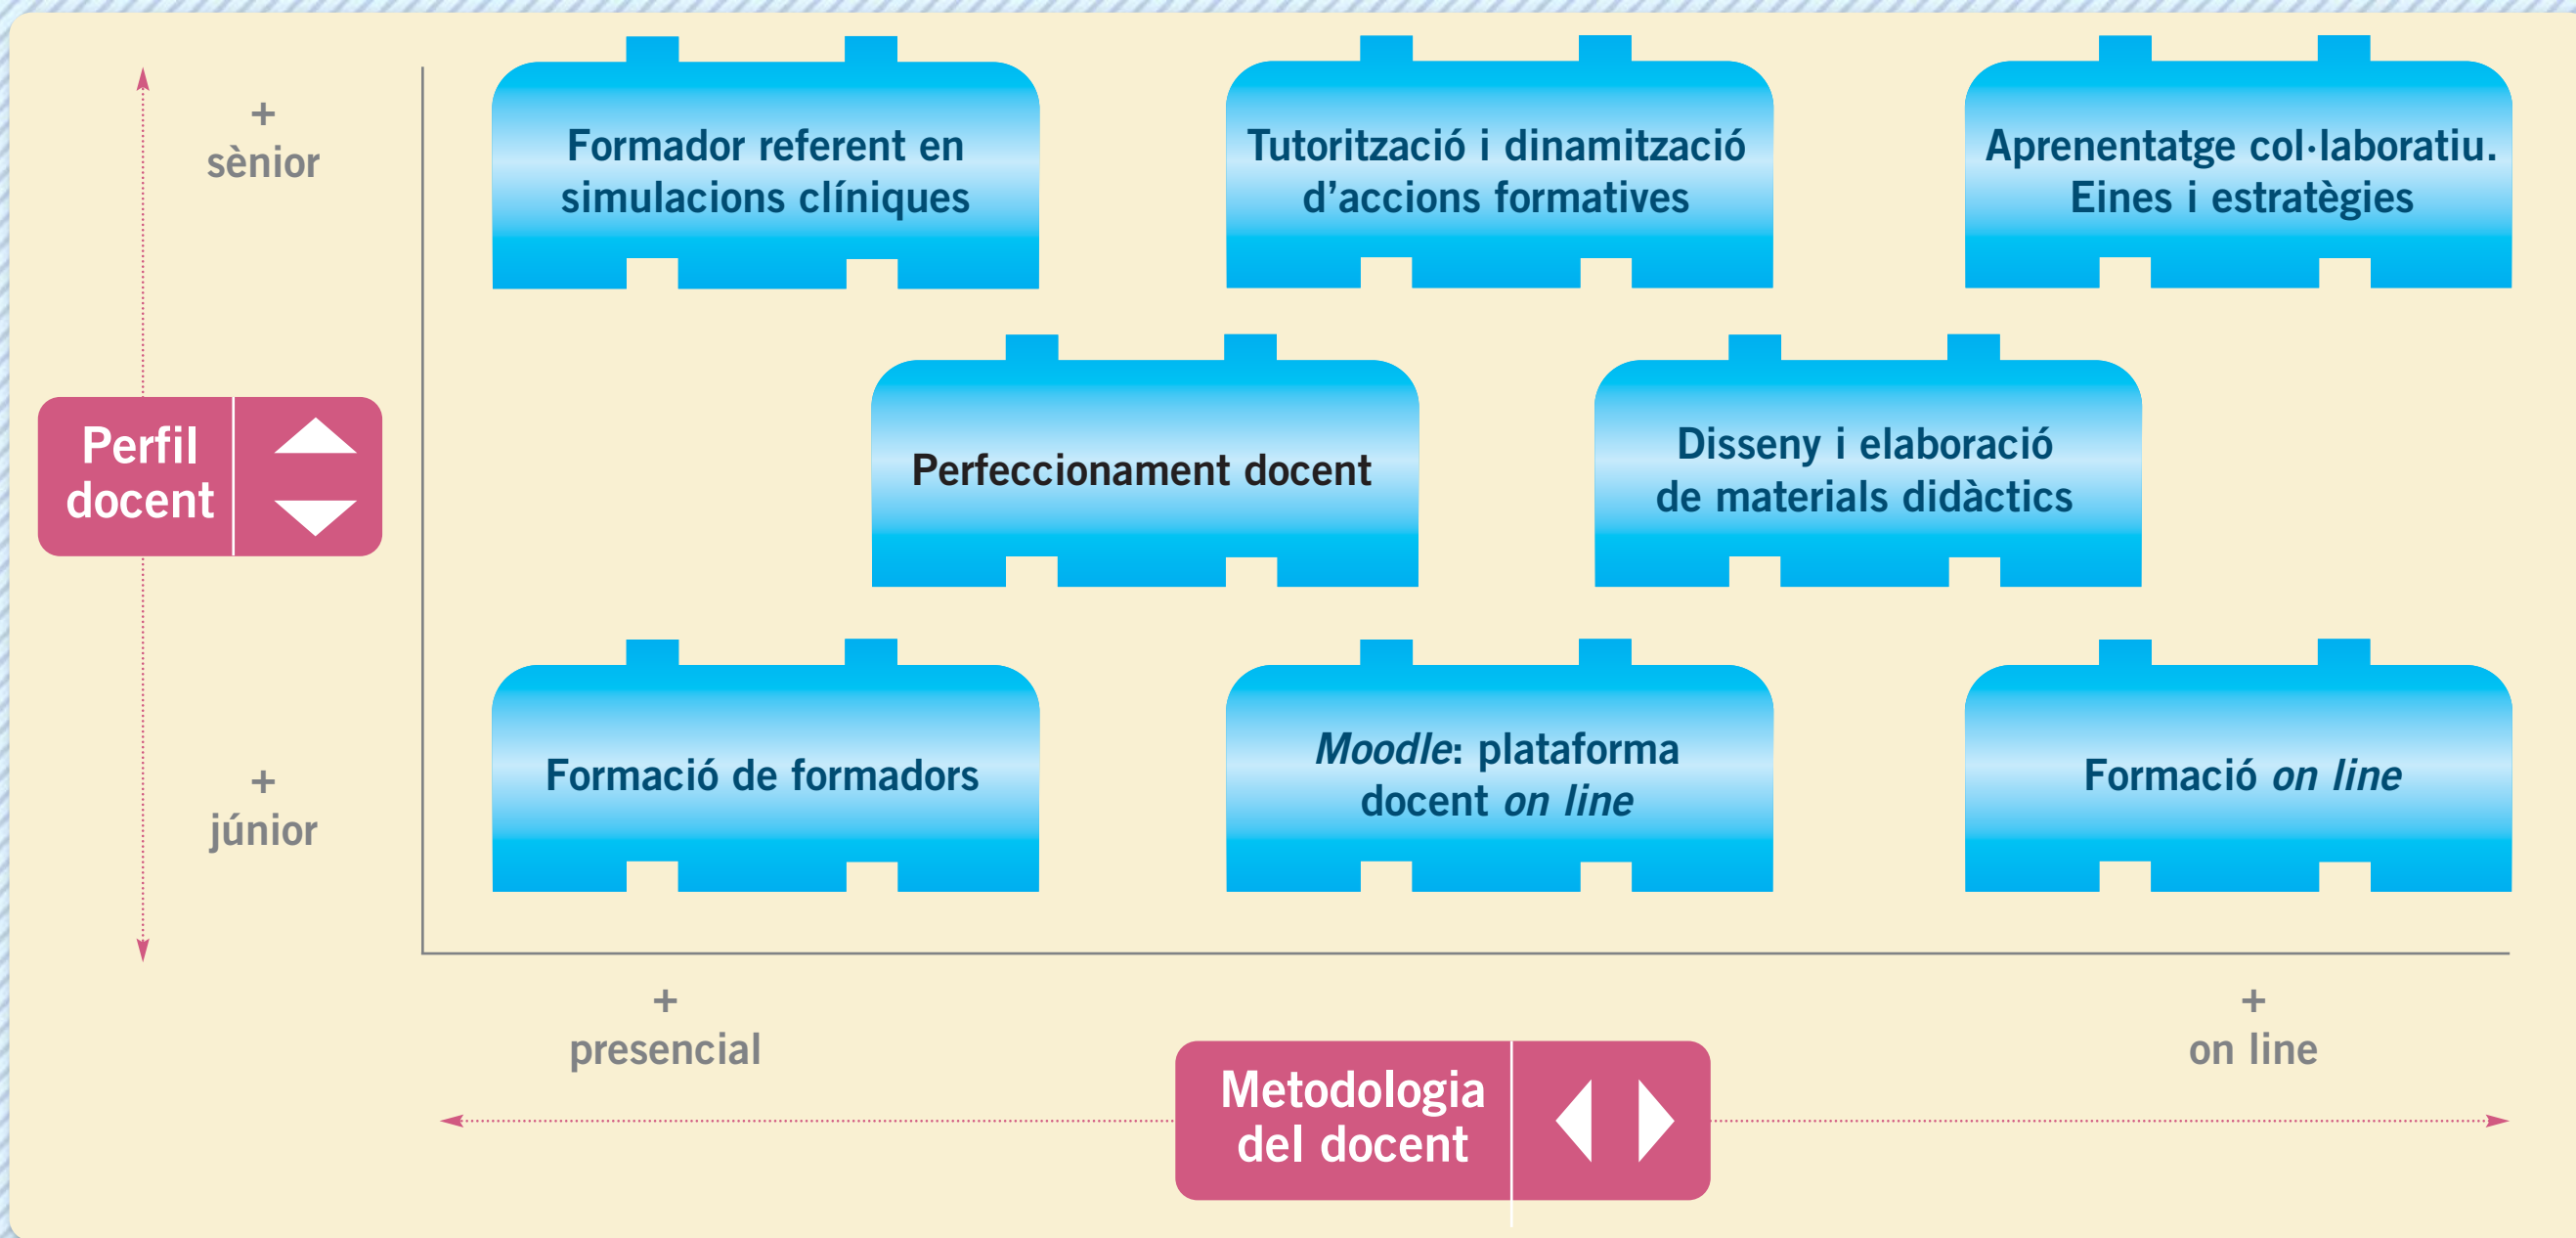 +
sènior
Formador referent en
simulacions clíniques
Tutorització i dinamització
d’accions formatives
Aprenentatge col·laboratiu.
Eines i estratègies
Perfil
docent
Perfeccionament docent
Disseny i elaboració
de materials didàctics
+
júnior
Formació de formadors
Moodle: plataforma
docent on line
Formació on line
+
presencial
+
on line
Metodologia
del docent